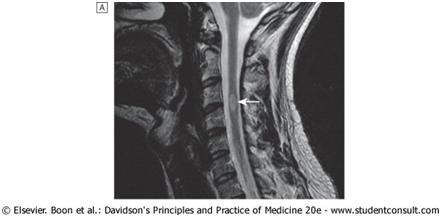 A
© Elsevier. Boon et al.: Davidson's Principles and Practice of Medicine 20e - www.studentconsult.com